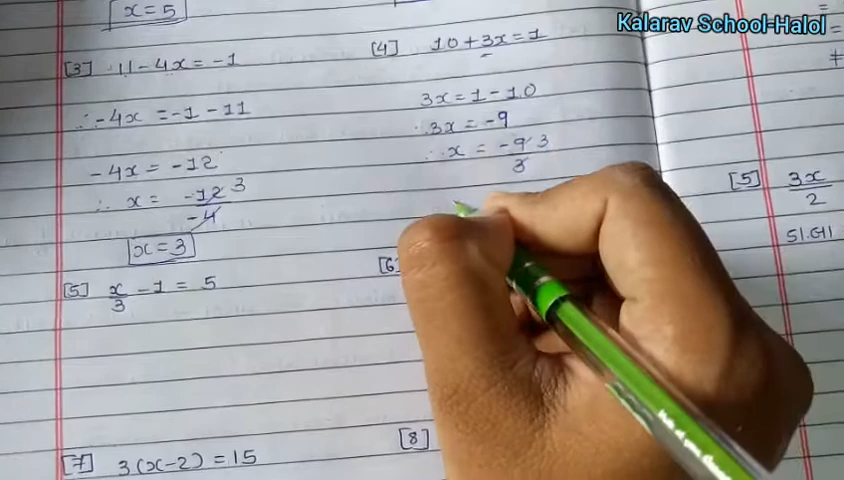 x=5
Kalarav School-Halol
[3] 11-4x=-1
∴-4x =-1-11
-4x = -12
∴ x = -12 3
-4
x=3
[4] 10+3x=1
3x=1-10
∴3x = -9
∴x = -9 3
3
[5] x/3 -1 = 5
[6]
[7] 3(x-2) =15
[8]
[5] 3x
2